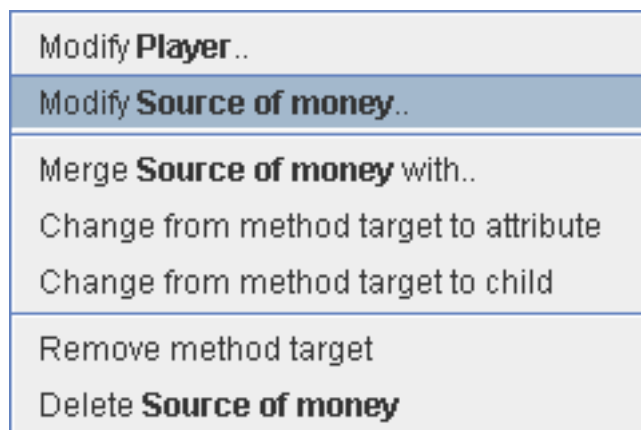 Modify Player..
Modify Source of money..
Merge Source of money with..
Change from method target to attribute
Change from method target to child
Remove method target
Delete Source of money